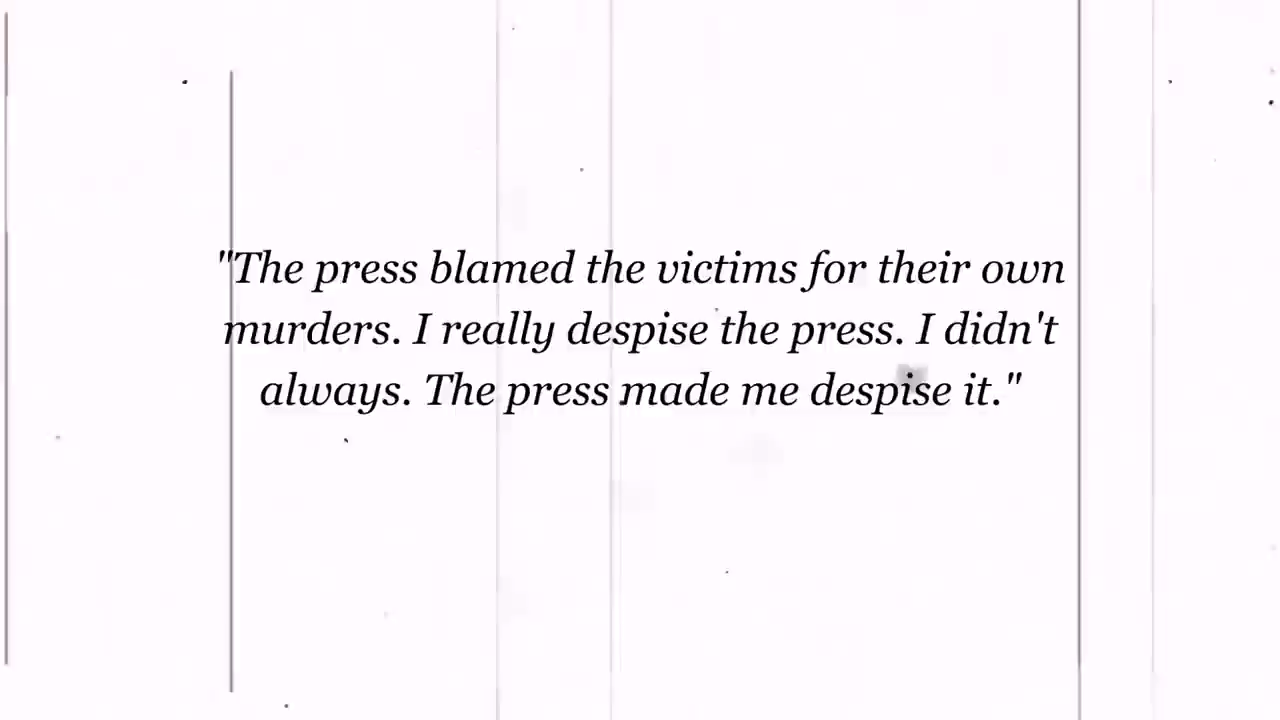 "The press blamed the victims for their own
murders. I really despise the press. I didn't
always. The press made me despise it."